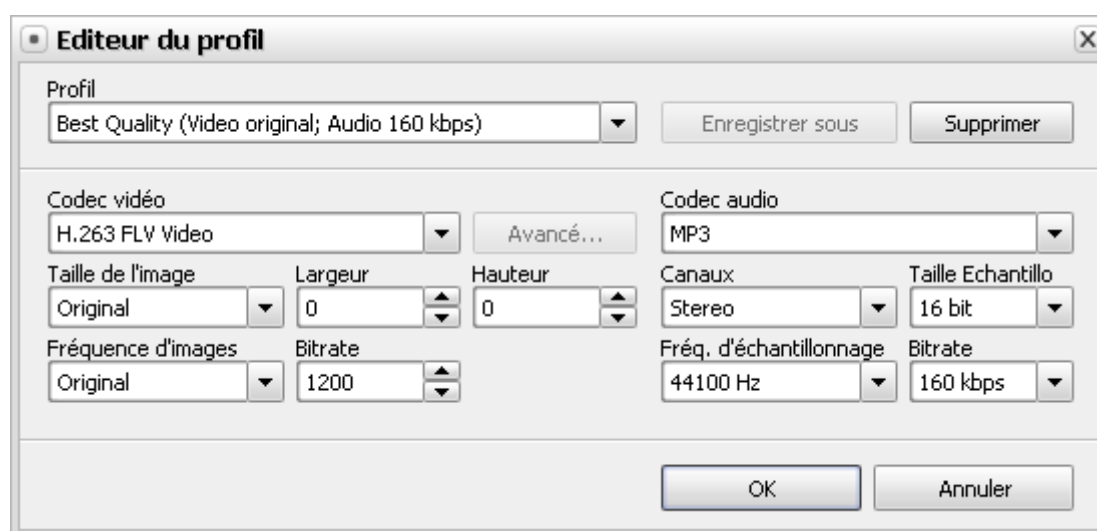 Editeur du profil
Profil
Best Quality (Video original; Audio 160 kbps)
Enregistrer sous
Supprimer
Codec vidéo
H.263 FLV Video
Avancé...
Codec audio
MP3
Taille de l'image
Largeur
Hauteur
Canaux
Taille Echantillo
Original
0
0
Stereo
16 bit
Fréquence d'images
Bitrate
Fréq. d'échantillonnage
Bitrate
Original
1200
44100 Hz
160 kbps
OK
Annuler